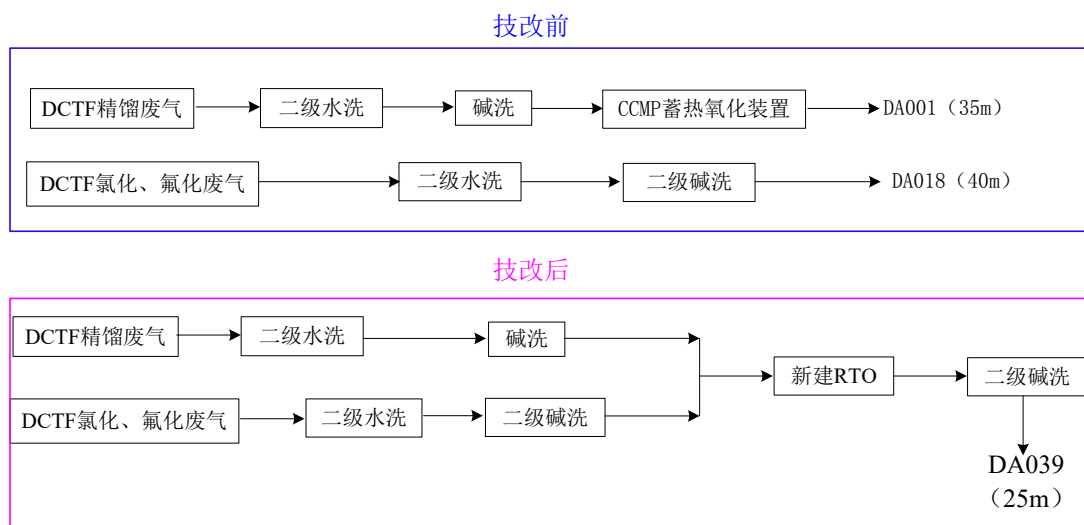 技改前
DCTF精馏废气 二级水洗 碱洗 CCMP蓄热氧化装置 DA001（35m）
DCTF氯化、氟化废气 二级水洗 二级碱洗 DA018（40m）
技改后
DCTF精馏废气 二级水洗 碱洗
新建RTO 二级碱洗
DCTF氯化、氟化废气 二级水洗 二级碱洗
DA039
（25m）